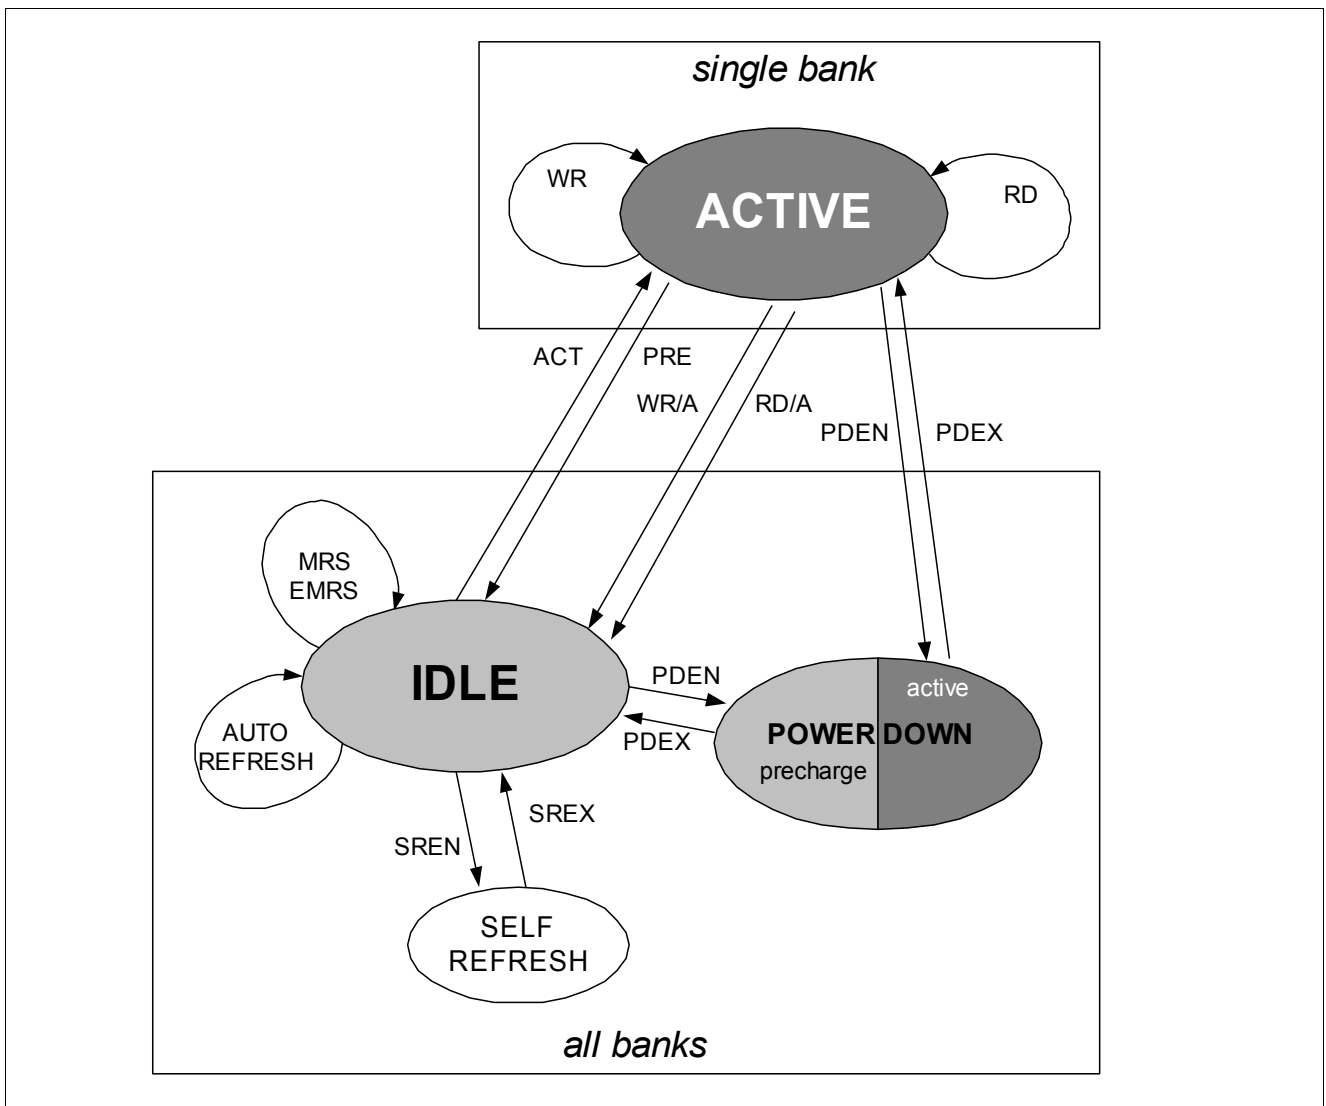 single bank
WR
ACTIVE
RD
ACT
PRE
WR/A
RD/A
PDEN
PDEX
MRS
EMRS
IDLE
PDEN
active
AUTO
REFRESH
PDEX
POWER DOWN
precharge
SREX
SREN
SELF
REFRESH
all banks